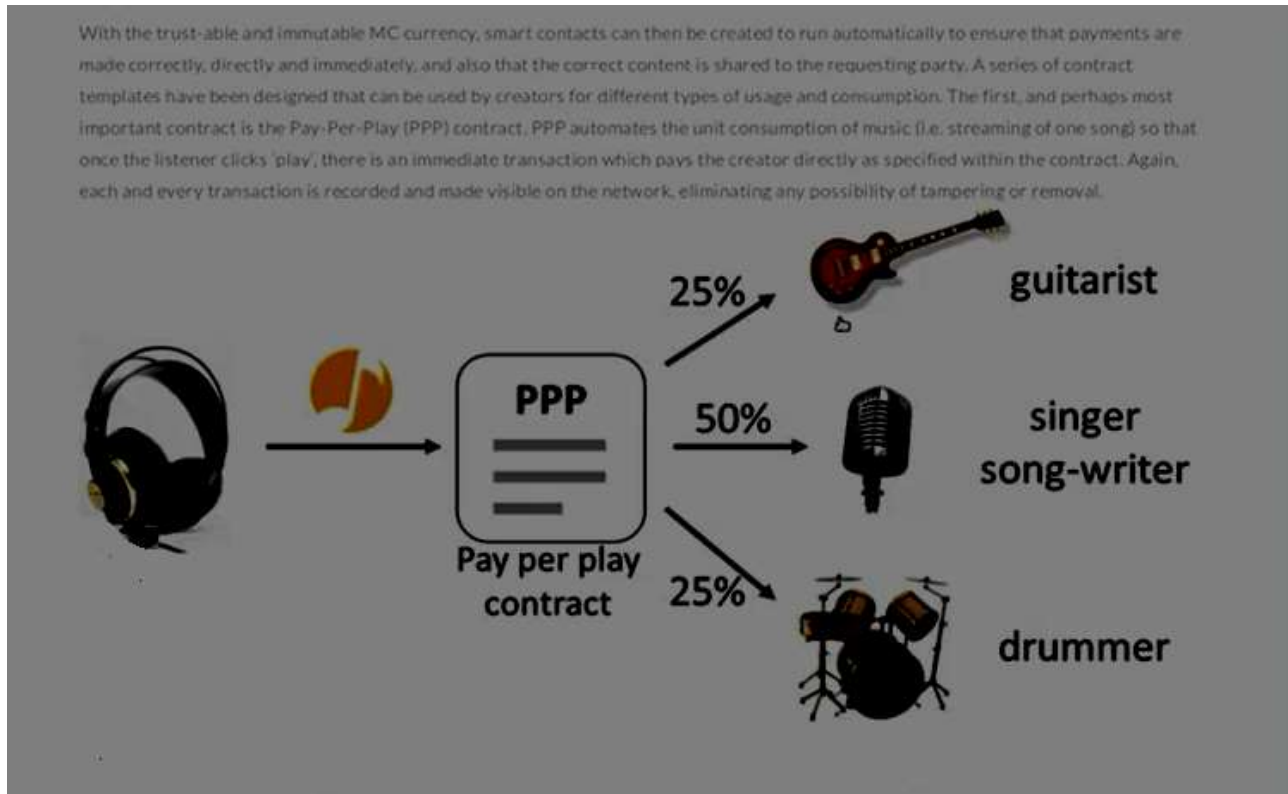 With the trust-able and immutable MC currency, smart contacts can then be created to run automatically to ensure that payments are
made correctly, directly and immediately, and also that the correct content is shared to the requesting party. A series of contract
templates have been designed that can be used by creators for different types of usage and consumption. The first, and perhaps most
important contract is the Pay-Per-Play (PPP) contract. PPP automates the unit consumption of music (i.e. streaming of one song) so that
once the listener clicks 'play', there is an immediate transaction which pays the creator directly as specified within the contract. Again,
each and every transaction is recorded and made visible on the network, eliminating any possibility of tampering or removal.
25%
guitarist
PPP
50%
singer
song-writer
Pay per play
contract
25%
drummer